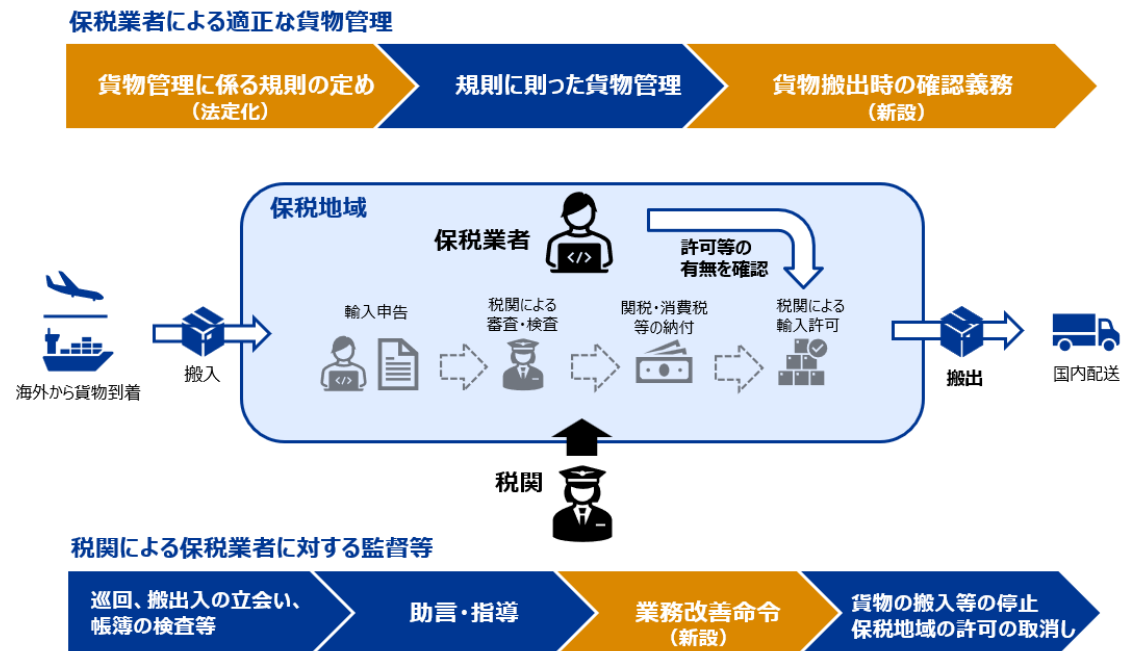 保税業者による適正な貨物管理
貨物管理に係る規則の定め
（法定化）
規則に則った貨物管理
貨物搬出時の確認義務
（新設）
保税地域
保税業者
</>
許可等の
有無を確認
輸入申告
</>
税関による
審査・検査
関税・消費税
等の納付
税関による
輸入許可
海外から貨物到着
搬入
搬出
国内配送
税関
税関による保税業者に対する監督等
巡回、搬出入の立会い、
帳簿の検査等
助言・指導
業務改善命令
（新設）
貨物の搬入等の停止
保税地域の許可の取消し